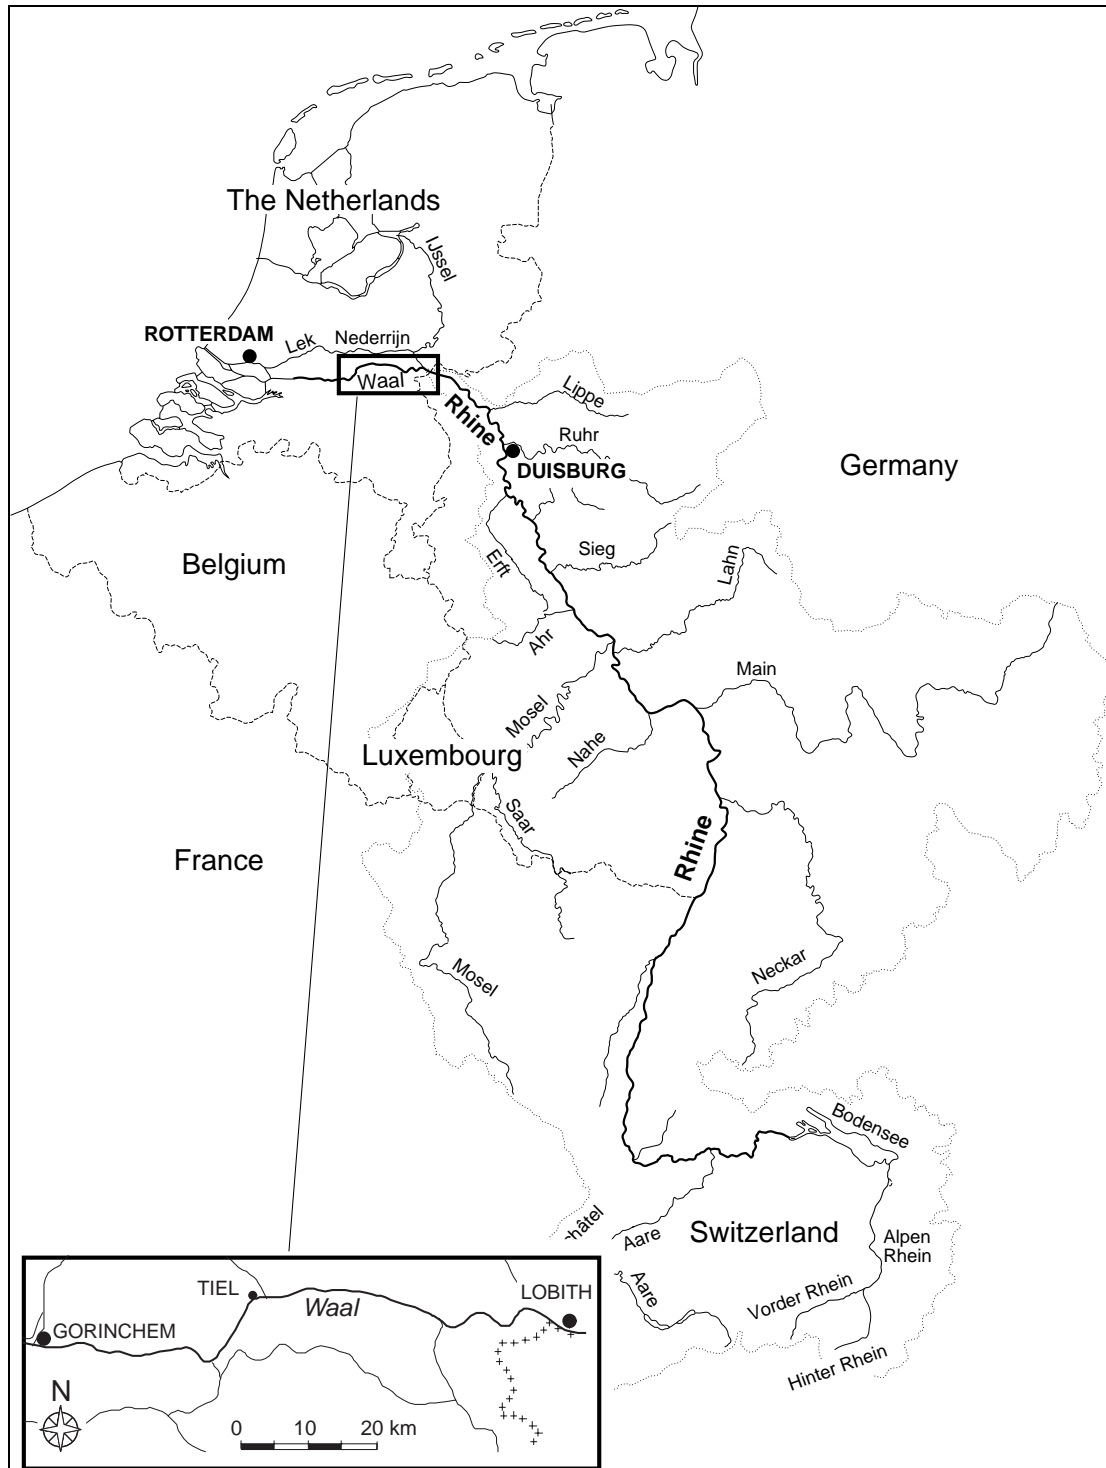 The Netherlands
IJssel
ROTTERDAM
Lek
Nederrijn
Waal
Rhine
Lippe
Ruhr
DUISBURG
Germany
Belgium
Erft
Sieg
Lahn
Ahr
Main
Mosel
Nahe
Luxembourg
Saar
Rhine
France
Mosel
Neckar
Bodensee
châtel
Aare
Switzerland
Alpen
Rhein
Aare
Vorder Rhein
Hinter Rhein
TIEL
Waal
LOBITH
GORINCHEM
N
0 10 20 km